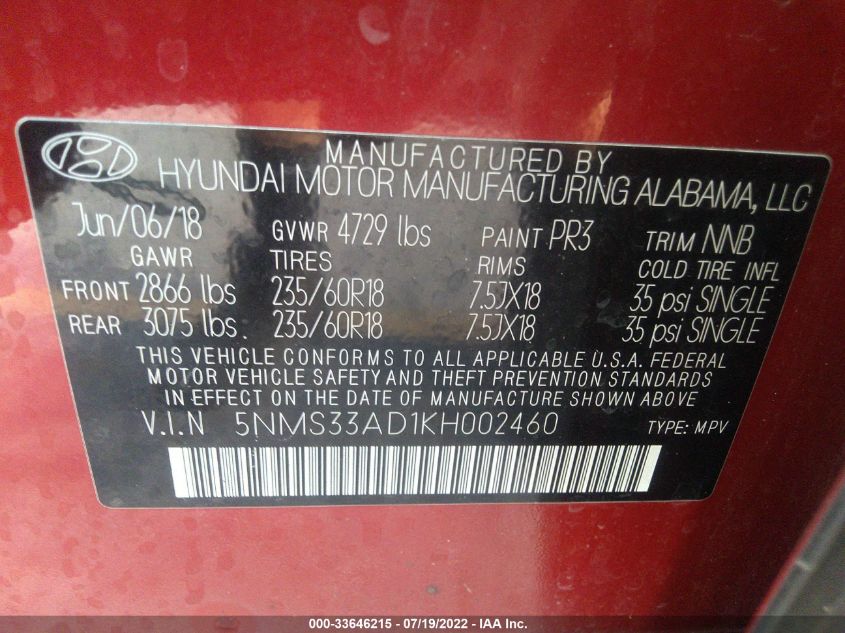 MANUFACTURED BY
HYUNDAI MOTOR MANUFACTURING ALABAMA, LLC
Jun/06/18 GVWR 4729 lbs PAINT PR3 TRIM NNB
GAWR TIRES RIMS COLD TIRE INFL
FRONT 2866 lbs 235/60R18 7.5JX18 35 psi SINGLE
REAR 3075 lbs. 235/60R18 7.5JX18 35 psi SINGLE
THIS VEHICLE CONFORMS TO ALL APPLICABLE U.S.A. FEDERAL
MOTOR VEHICLE SAFETY AND THEFT PREVENTION STANDARDS
IN EFFECT ON THE DATE OF MANUFACTURE SHOWN ABOVE
V.I.N 5NMS33AD1KH002460 TYPE: MPV
000-33646215 - 07/19/2022 - IAA Inc.